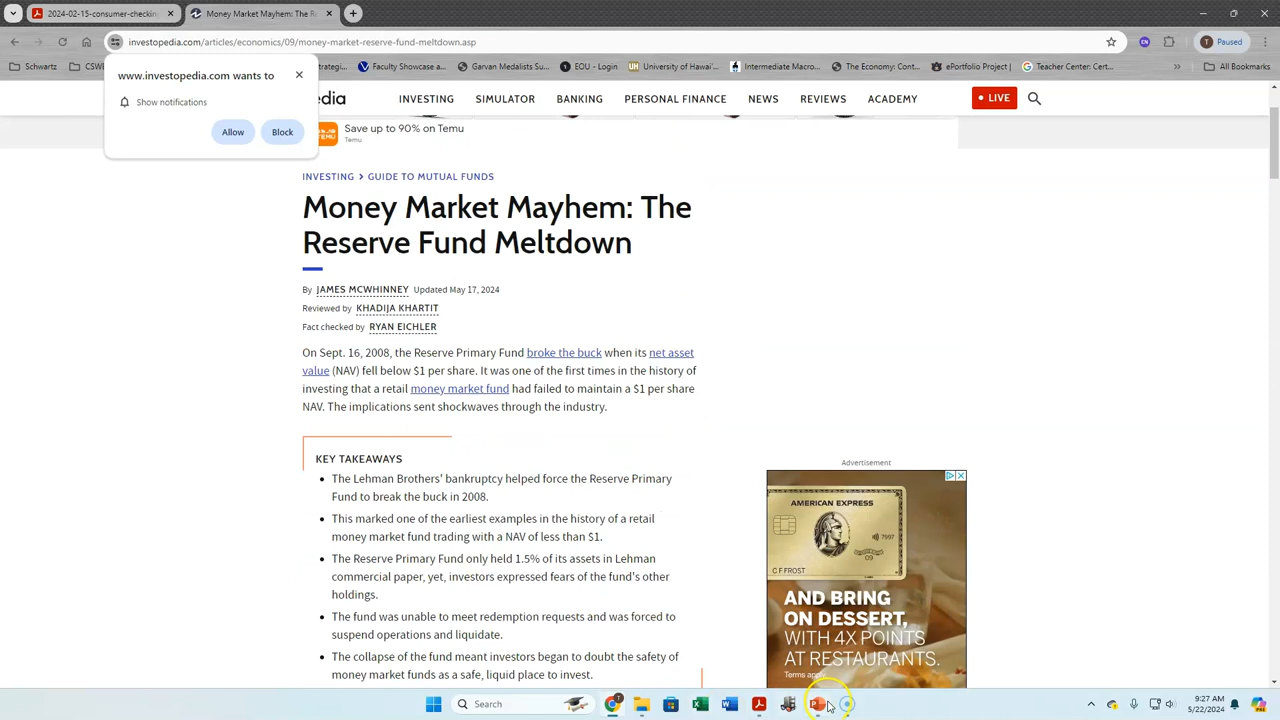 2024-02-15-consumer-checkin
Money Market Mayhem: The R
investopedia.com/articles/economics/09/money-market-reserve-fund-meltdown.asp
Paused
Schwartz
CSWE
Faculty Showcase a...
Garvan Medalists Suit...
EOU - Login
University of Hawai'...
Intermediate Macro...
ePortfolio Project |
Google Teacher Cent...
All Bookmarks
www.investopedia.com wants to
Show notifications
Allow
Block
INVESTING
SIMULATOR
BANKING
PERSONAL FINANCE
NEWS
REVIEWS
ACADEMY
LIVE
Save up to 90% on Temu
Temu
INVESTING > GUIDE TO MUTUAL FUNDS
Money Market Mayhem: The
Reserve Fund Meltdown
By JAMES MCWHINNEY Updated May 17, 2024
Reviewed by KHADIJA KHARTIT
Fact checked by RYAN EICHLER
On Sept. 16, 2008, the Reserve Primary Fund broke the buck when its net asset
value (NAV) fell below $1 per share. It was one of the first times in the history of
investing that a retail money market fund had failed to maintain a $1 per share
NAV. The implications sent shockwaves through the industry.
KEY TAKEAWAYS
• The Lehman Brothers' bankruptcy helped force the Reserve Primary
Fund to break the buck in 2008.
• This marked one of the earliest examples in the history of a retail
money market fund trading with a NAV of less than $1.
• The Reserve Primary Fund only held 1.5% of its assets in Lehman
commercial paper, yet, investors expressed fears of the fund's other
holdings.
• The fund was unable to meet redemption requests and was forced to
suspend operations and liquidate.
• The collapse of the fund meant investors began to doubt the safety of
money market funds as a safe, liquid place to invest.
Advertisement
AMERICAN EXPRESS
7997
09
C F FROST
AND BRING
ON DESSERT,
WITH 4X POINTS
AT RESTAURANTS.
Terms apply.
Search
9:27 AM
5/22/2024